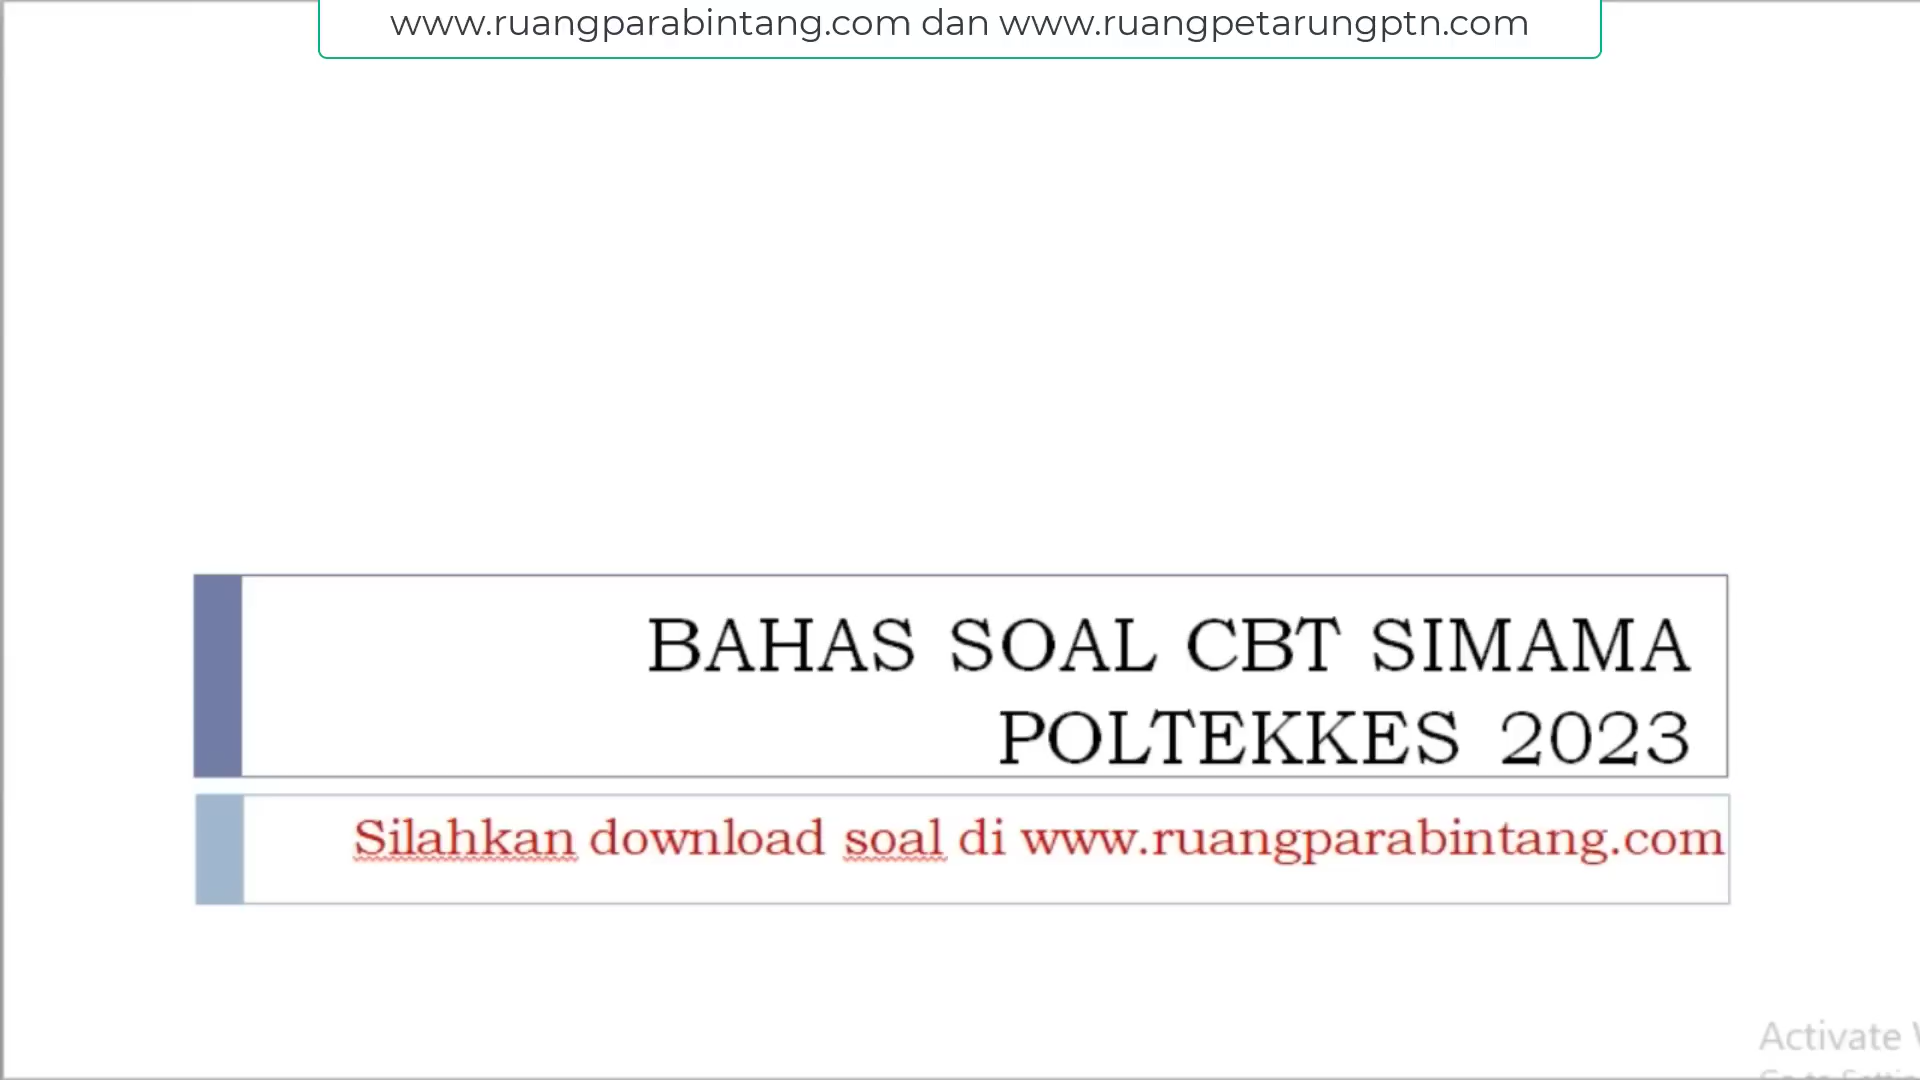 www.ruangparabintang.com dan www.ruangpetarungptn.com
BAHAS SOAL CBT SIMAMA
POLTEKKES 2023
Silahkan download soal di www.ruangparabintang.com
Activate